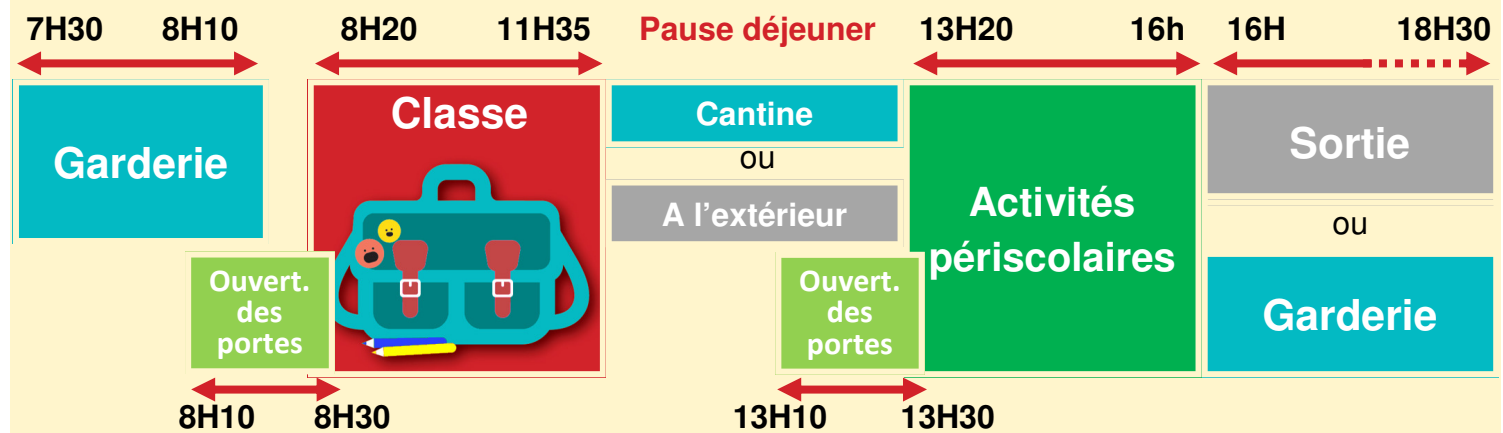 7H30 8H10 8H20 11H35 Pause déjeuner 13H20 16h 16H 18H30
Garderie
Classe
Cantine
ou
A l'extérieur
Activités
périscolaires
Sortie
ou
Garderie
Ouvert.
des
portes
Ouvert.
des
portes
8H10 8H30 13H10 13H30